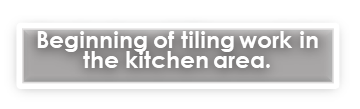 Beginning of tiling work in
the kitchen area.